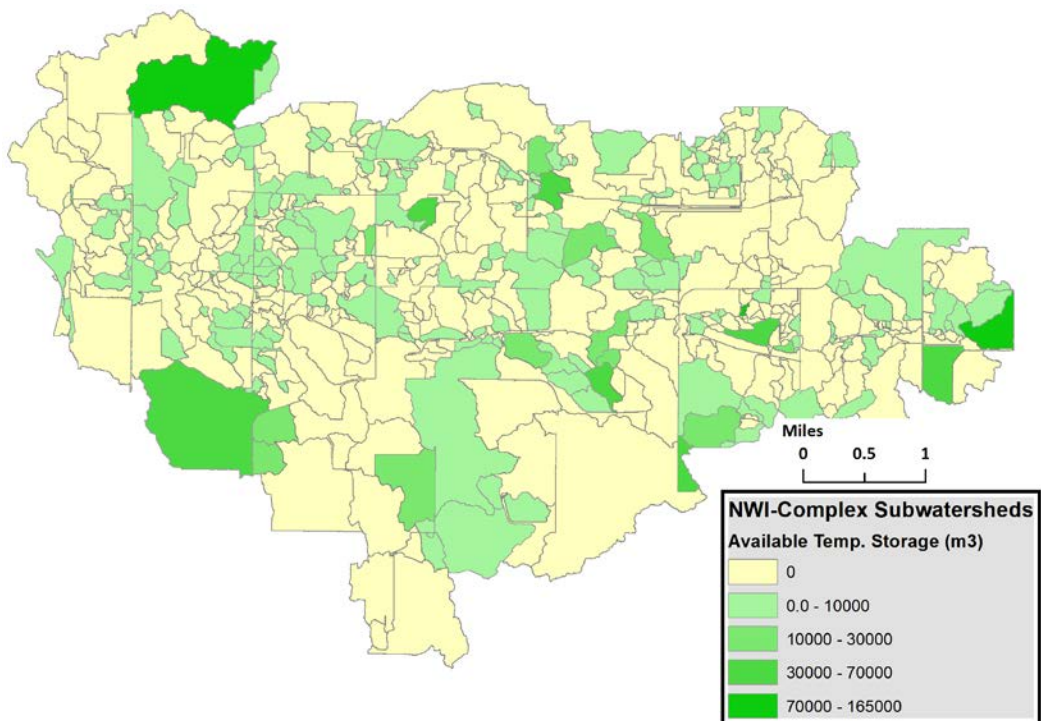 Miles
0 0.5 1
NWI-Complex Subwatersheds
Available Temp. Storage (m3)
0
0.0 - 10000
10000 - 30000
30000 - 70000
70000 - 165000